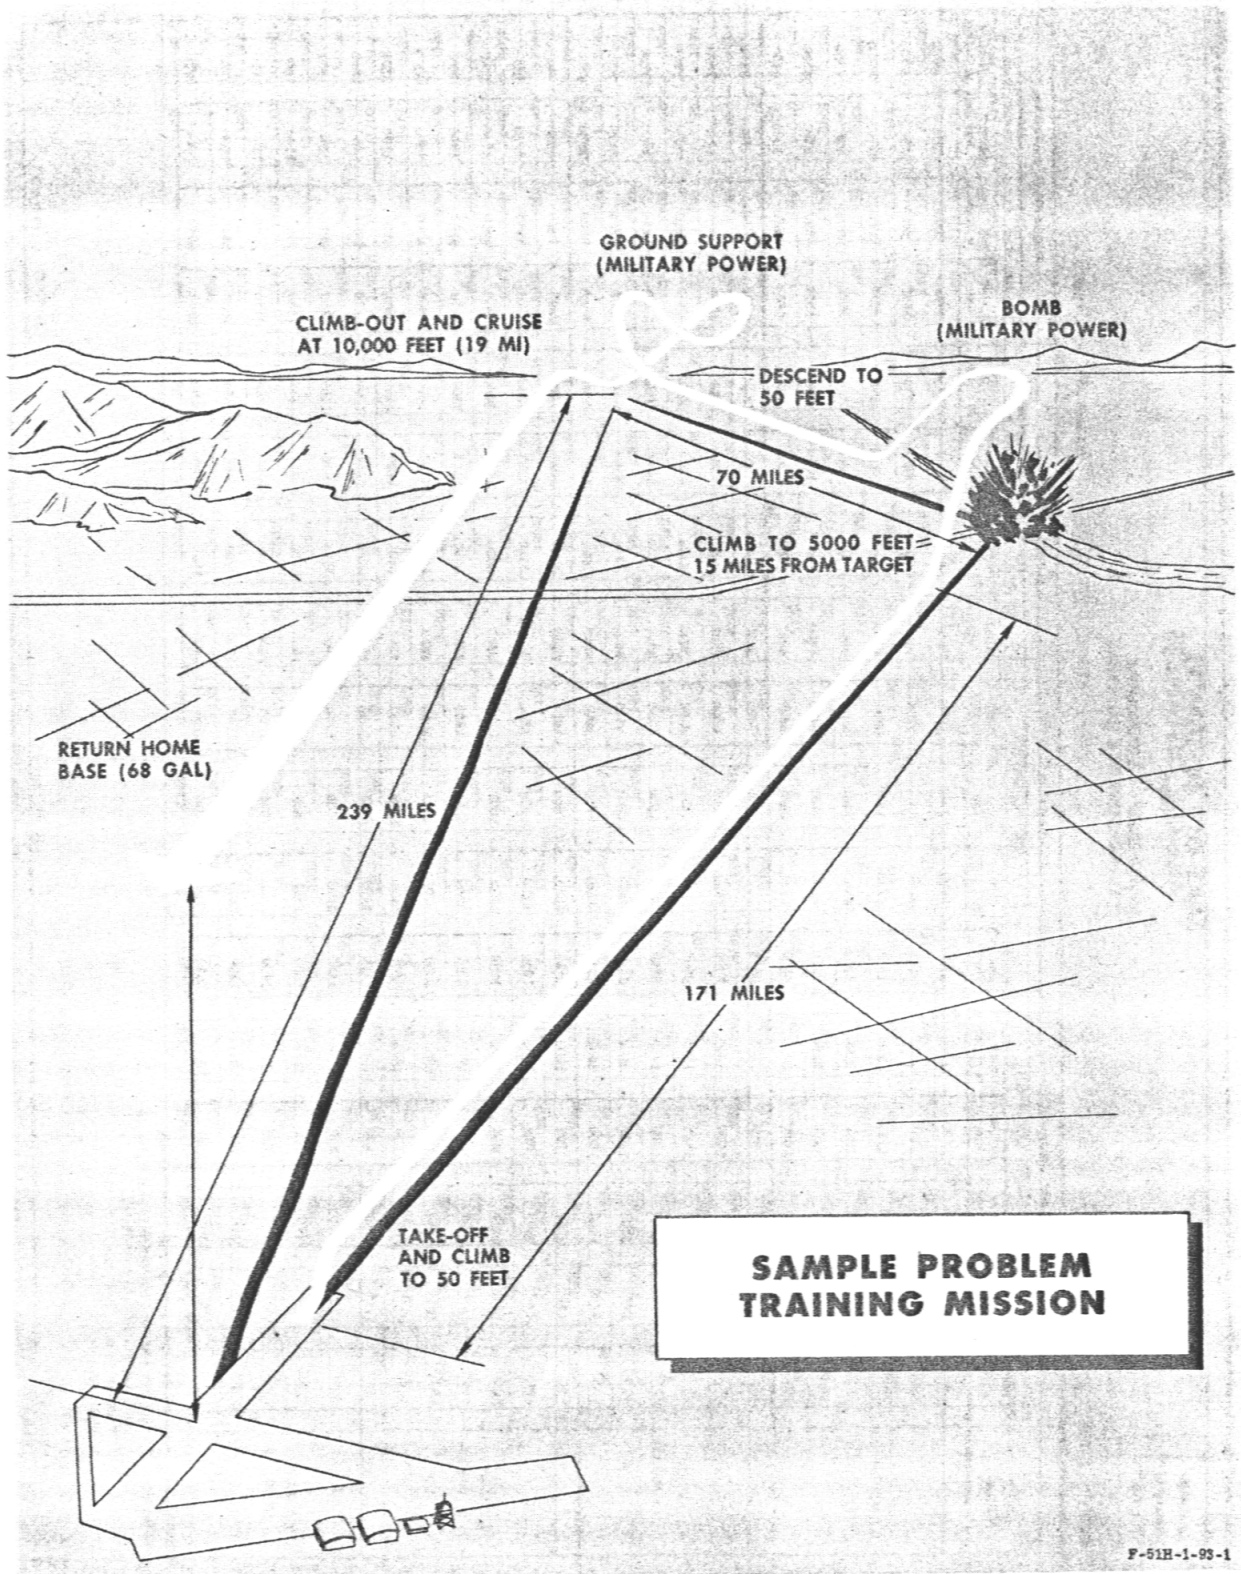 GROUND SUPPORT
(MILITARY POWER)
BOMB
(MILITARY POWER)
CLIMB-OUT AND CRUISE
AT 10,000 FEET (19 MI)
DESCEND TO
50 FEET
70 MILES
CLIMB TO 5000 FEET
15 MILES FROM TARGET
RETURN HOME
BASE (68 GAL)
239 MILES
171 MILES
TAKE-OFF
AND CLIMB
TO 50 FEET
SAMPLE PROBLEM
TRAINING MISSION
F-51H-1-93-1